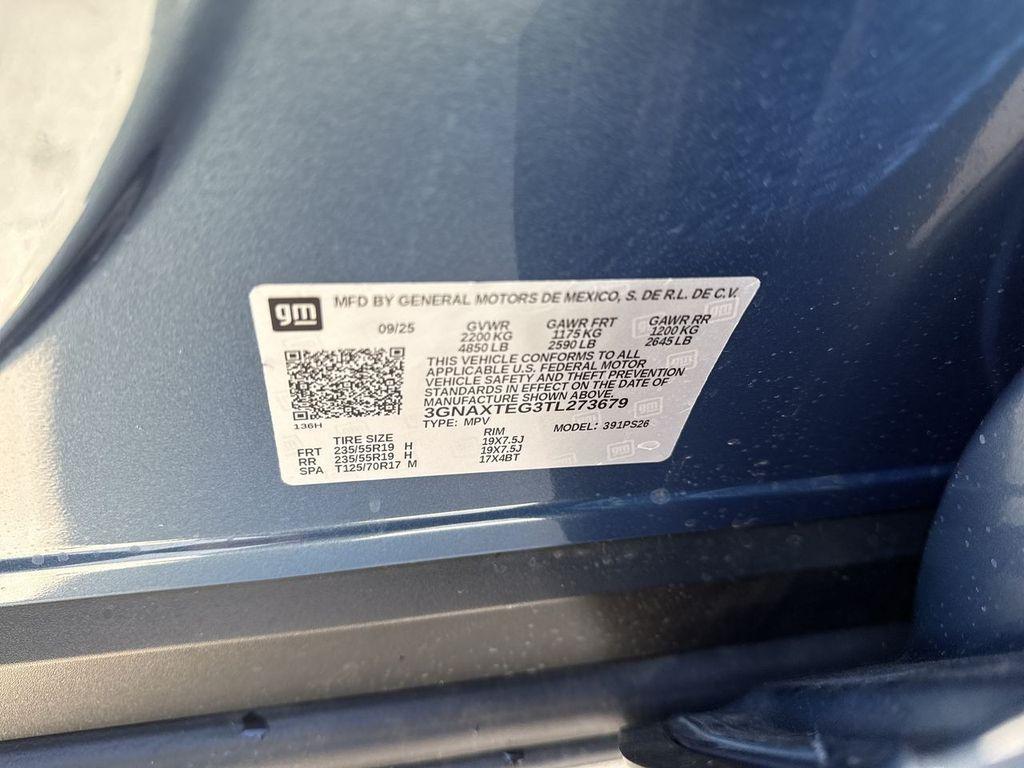 gm MFD BY GENERAL MOTORS DE MEXICO, S. DE R.L. DE C.V.
09/25 GVWR GAWR FRT GAWR RR
2200 KG 1175 KG 1200 KG
4850 LB 2590 LB 2645 LB
THIS VEHICLE CONFORMS TO ALL
APPLICABLE U.S. FEDERAL MOTOR
VEHICLE SAFETY AND THEFT PREVENTION
STANDARDS IN EFFECT ON THE DATE OF
MANUFACTURE SHOWN ABOVE.
3GNAXTEG3TL273679
136H
TYPE: MPV MODEL: 391PS26
TIRE SIZE RIM
FRT 235/55R19 H 19X7.5J
RR 235/55R19 H 19X7.5J
SPA T125/70R17 M 17X4BT